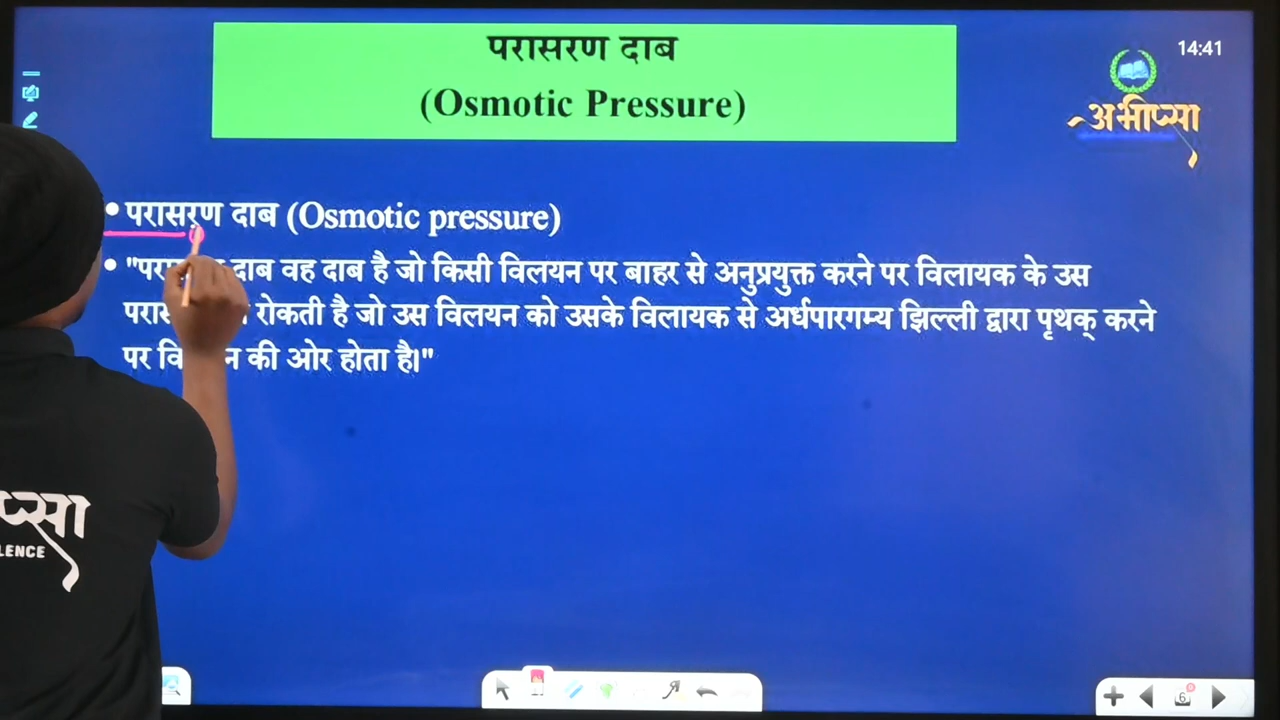 परासरण दाब
(Osmotic Pressure)
14:41
अभीप्सा
• परासरण दाब (Osmotic pressure)
• "परा दाब वह दाब है जो किसी विलयन पर बाहर से अनुप्रयुक्त करने पर विलायक के उस
रोकती है जो उस विलयन को उसके विलायक से अर्धपारगम्य झिल्ली द्वारा पृथक् करने
पर की ओर होता है।"
प्सा
LENCE
6